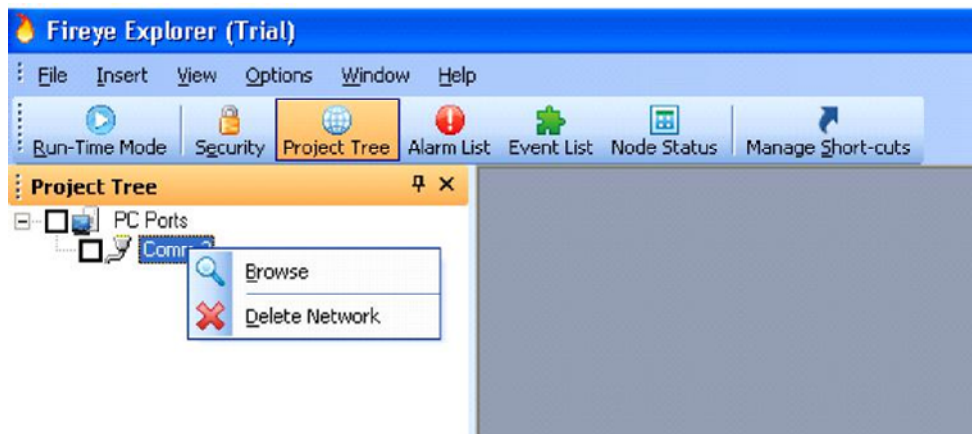 Fireye Explorer (Trial)
File Insert View Options Window Help
Run-Time Mode Security Project Tree Alarm List Event List Node Status Manage Short-cuts
Project Tree
PC Ports
Browse
Delete Network